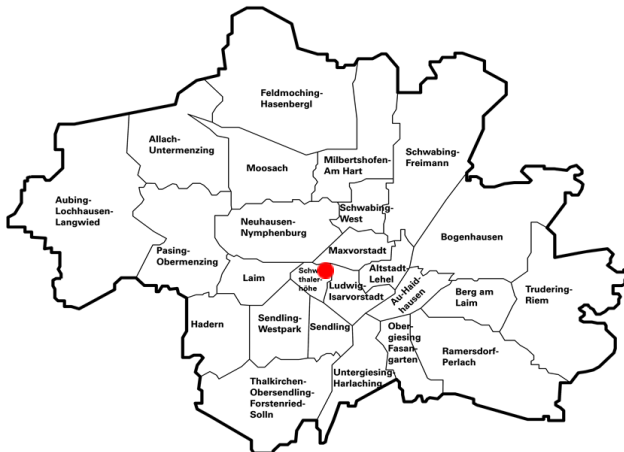 Feldmoching-
Hasenbergl
Allach-
Untermenzing
Moosach
Milbertshofen-
Am Hart
Schwabing-
Freimann
Aubing-
Lochhausen-
Langwied
Pasing-
Obermenzing
Neuhausen-
Nymphenburg
Schwabing-
West
Maxvorstadt
Bogenhausen
Laim
thaler-
höhe
Ludwig-
Isarvorstadt
Altstadt-
Lehel
Au-Haid-
hausen
Berg am
Laim
Trudering-
Riem
Hadern
Sendling-
Westpark
Sendling
Ober-
giesing
Fasan-
garten
Ramersdorf-
Perlach
Thalkirchen-
Obersendling-
Forstenried-
Solln
Untergiesing-
Harlaching